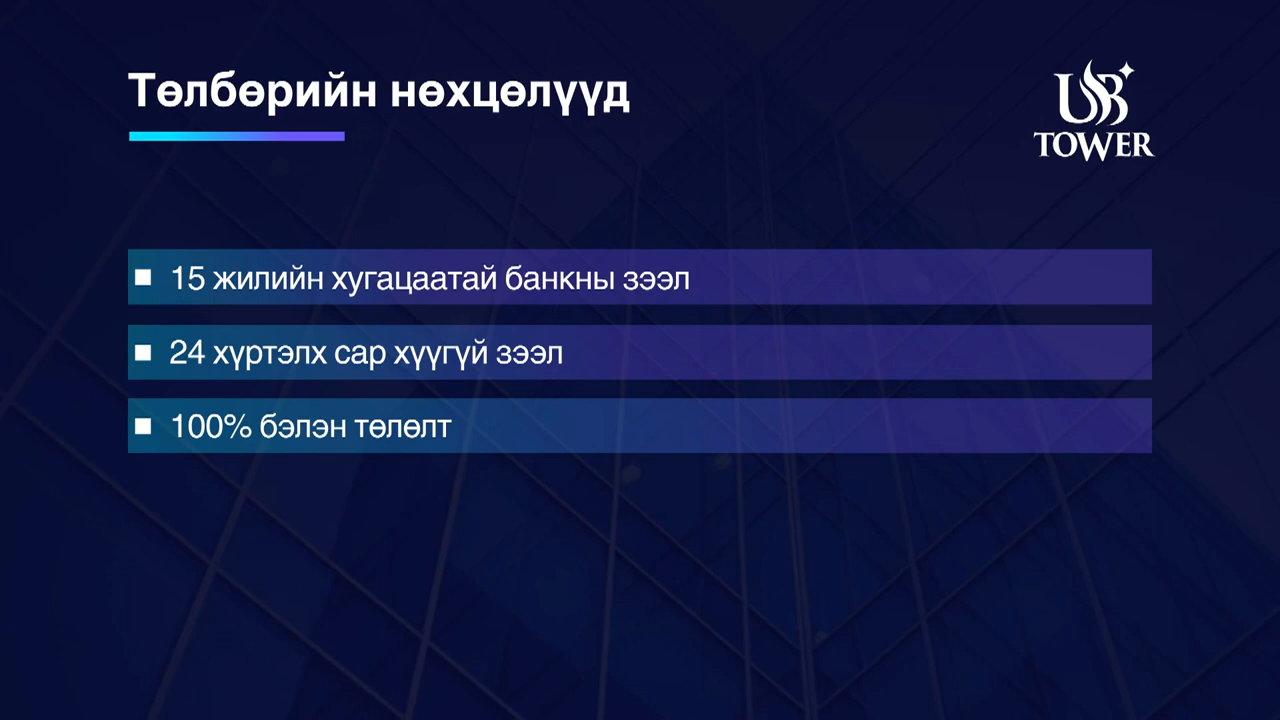 Төлбөрийн нөхцөлүүд
UB
TOWER
15 жилийн хугацаатай банкны зээл
24 хүртэлх сар хүүгүй зээл
100% бэлэн төлөлт